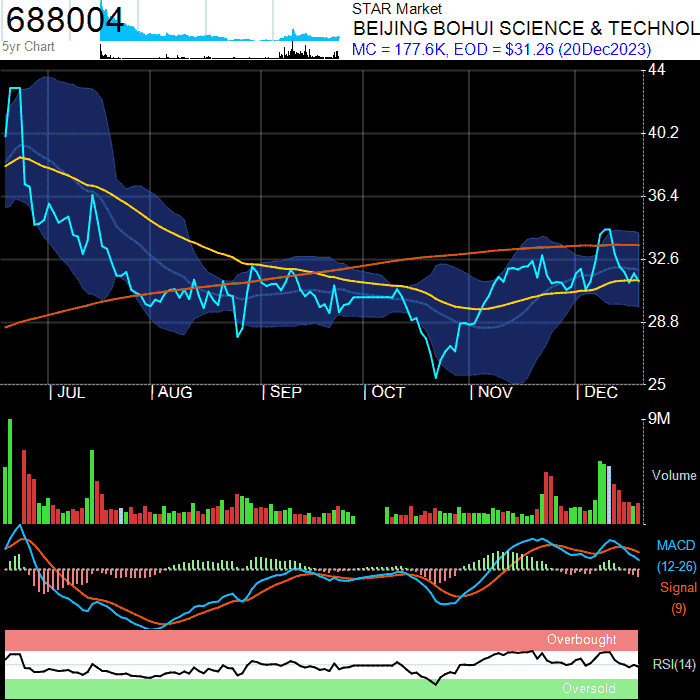 688004
5yr Chart
STAR Market
BEIJING BOHUI SCIENCE & TECHNOL
MC = 177.6K, EOD = $31.26 (20Dec2023)
44
40.2
36.4
32.6
28.8
25
| JUL | AUG | SEP | OCT | NOV | DEC
9M
Volume
MACD
(12-26)
Signal
(9)
Overbought
RSI(14)
Oversold